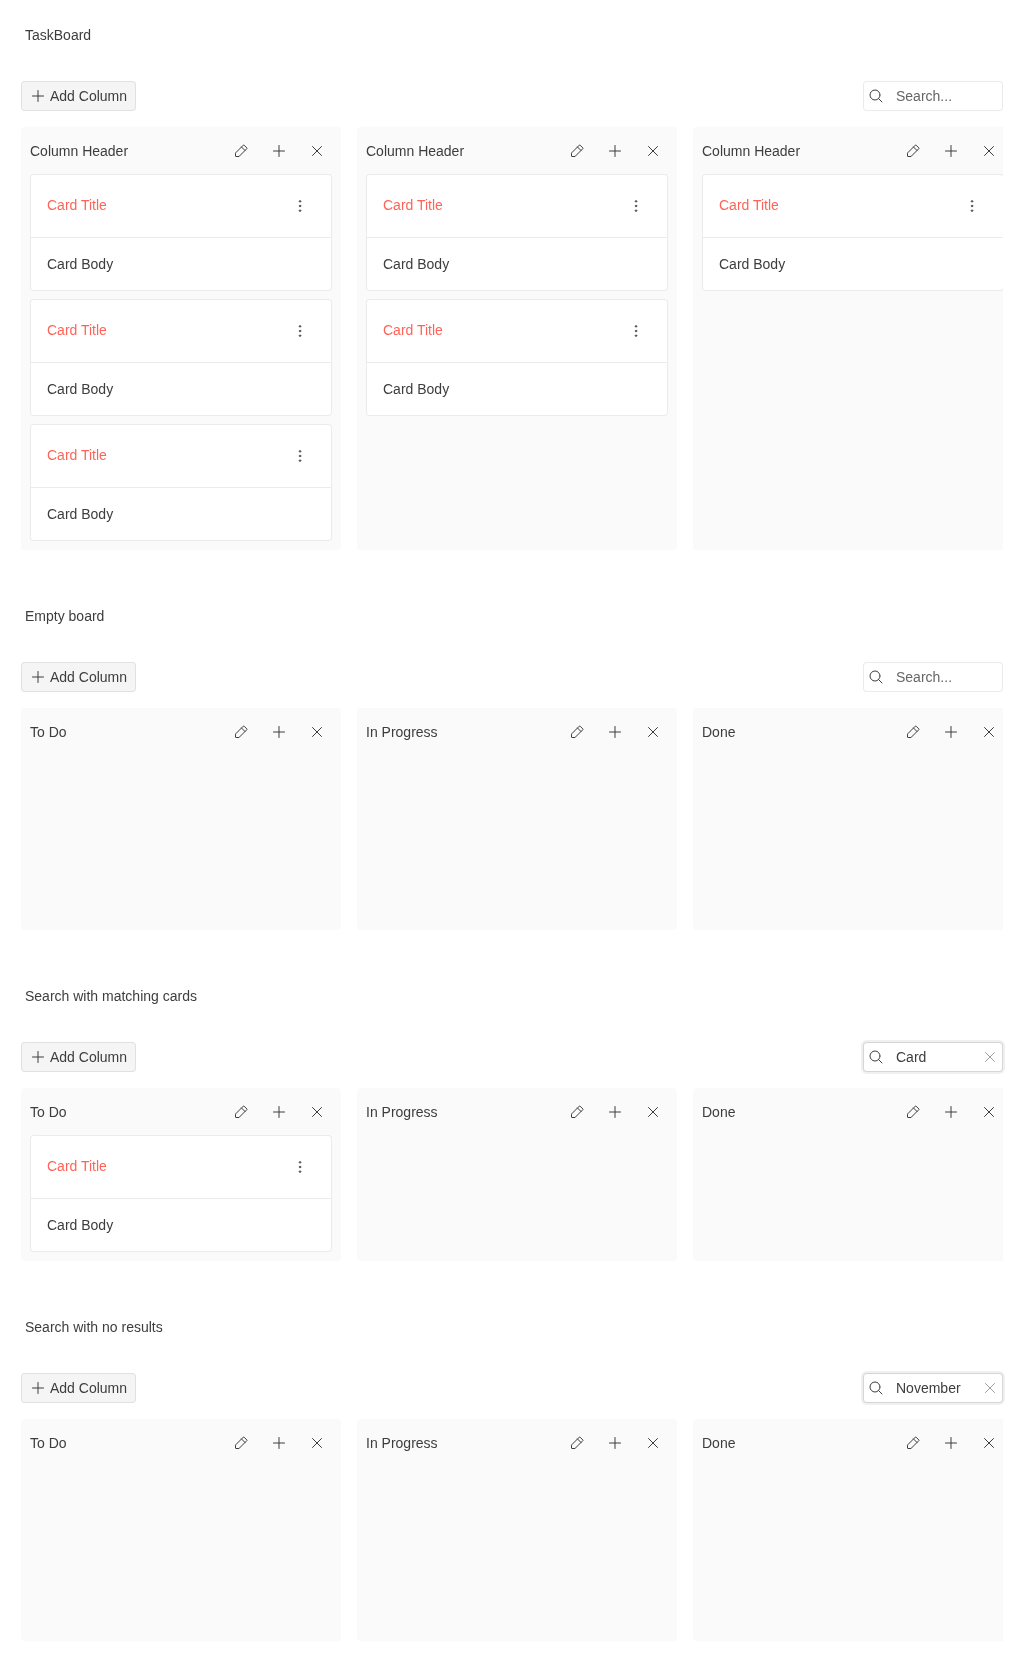 TaskBoard
Add Column
Search...
Column Header
Column Header
Column Header
Card Title
Card Title
Card Title
Card Body
Card Body
Card Body
Card Title
Card Title
Card Body
Card Body
Card Title
Card Body
Empty board
Add Column
Search...
To Do
In Progress
Done
Search with matching cards
Add Column
Card
To Do
In Progress
Done
Card Title
Card Body
Search with no results
Add Column
November
To Do
In Progress
Done